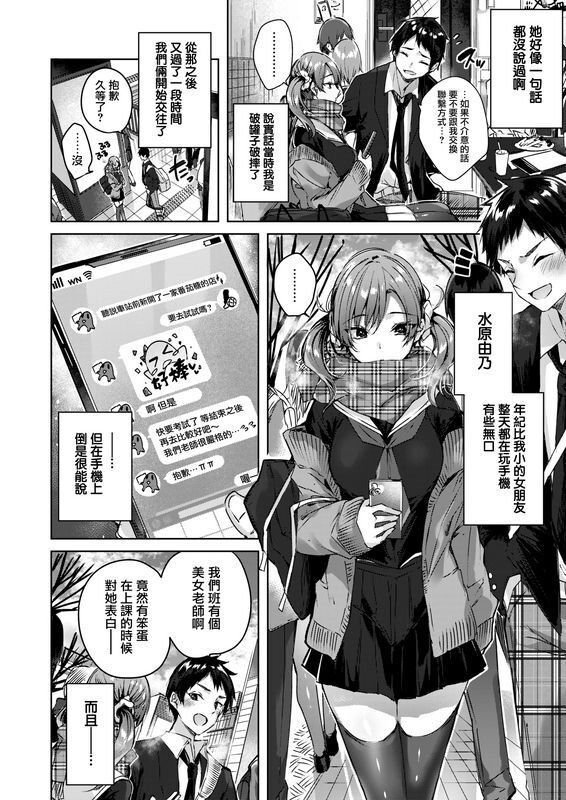 她好像一句話
都沒說過啊
…如果不介意的話
要不要跟我交換
聯繫方式…?
………
說實話當時我是
破罐子破摔了
從那之後
又過了一段時間
我們倆開始交往了
抱歉
久等了?
…沒
水原由乃
年紀比我小的女朋友
整天都在玩手機
有些無口
………
WN
聽說車站前新開了一家番茄糖的店
要去試試嗎?
好棒
啊 但是
快要考試了 等結束之後
再去比較好吧~
我們老師很嚴格的…
抱歉… ㅠㅠ
喔
————
但在手機上
倒是很能說
我們班有個
美女老師啊
竟然有笨蛋
在上課的時候
對她表白——
而且——